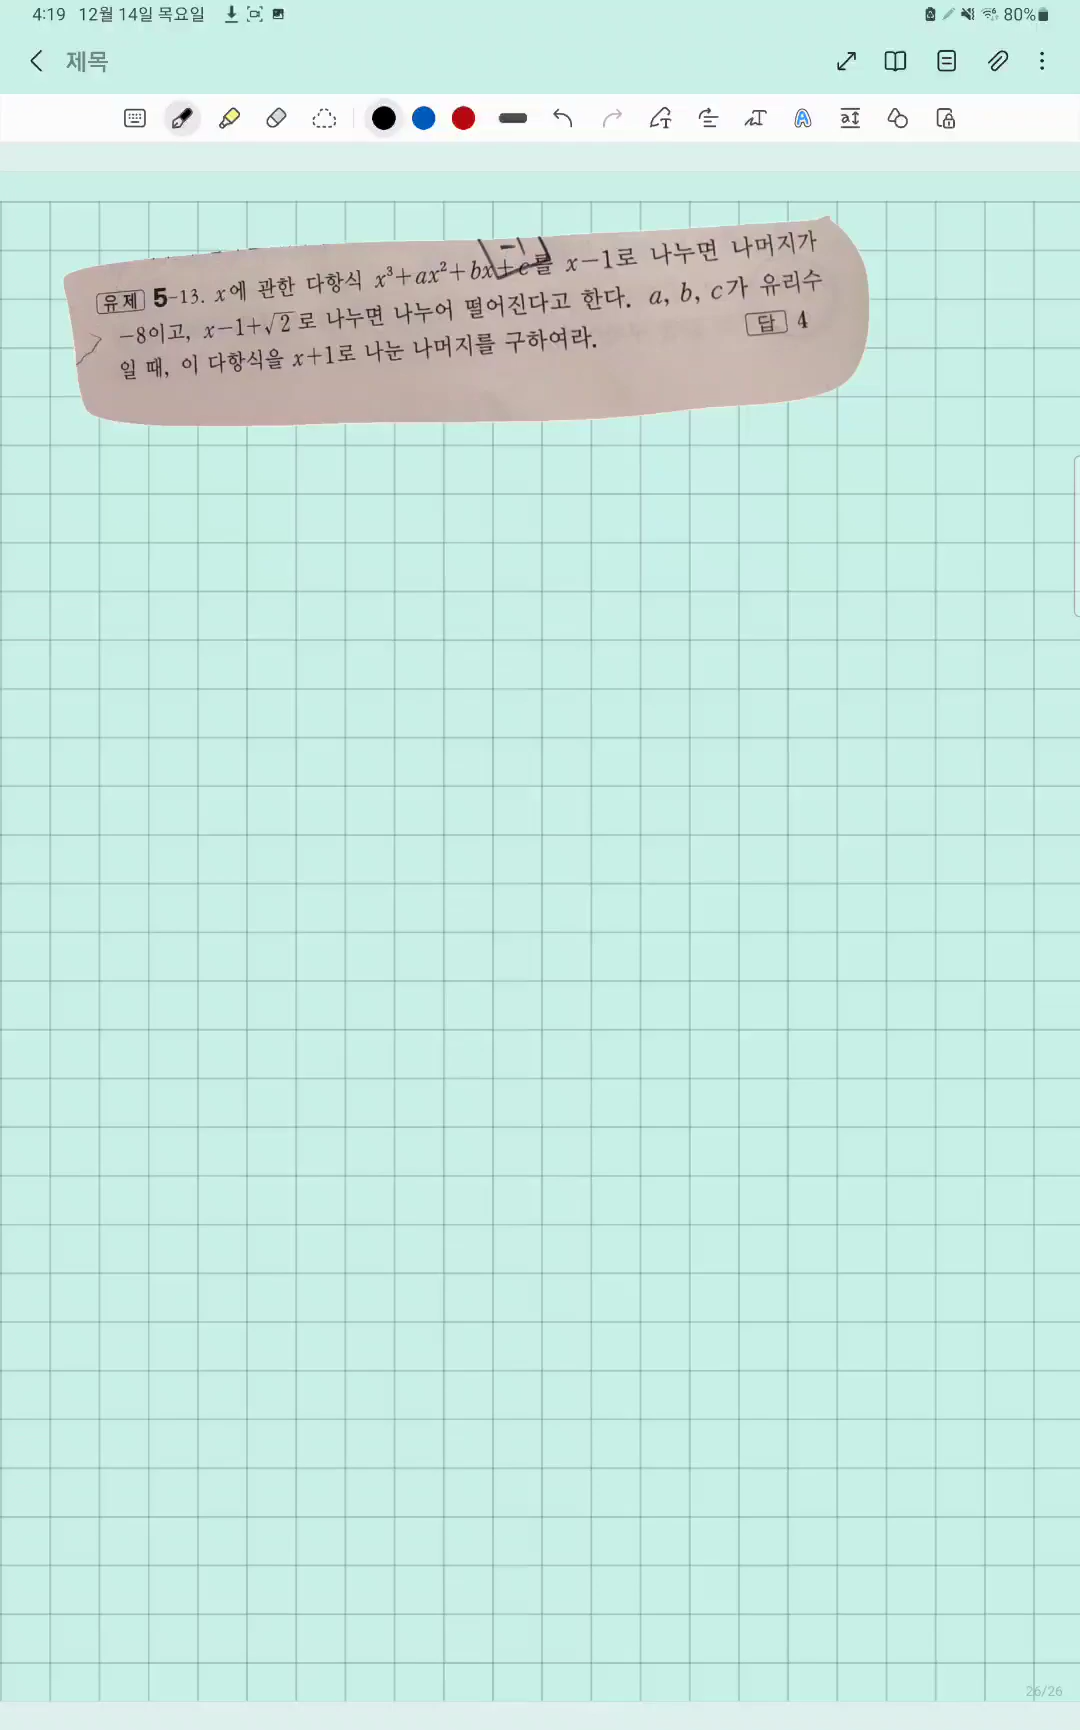 4:19 12월 14일 목요일 80%
제목
-1
유제 5-13. x에 관한 다항식 x³+ax²+bx+c를 x-1로 나누면 나머지가
-8이고, x-1+√2로 나누면 나누어 떨어진다고 한다. a, b, c가 유리수
일 때, 이 다항식을 x+1로 나눈 나머지를 구하여라. 답 4
26/26